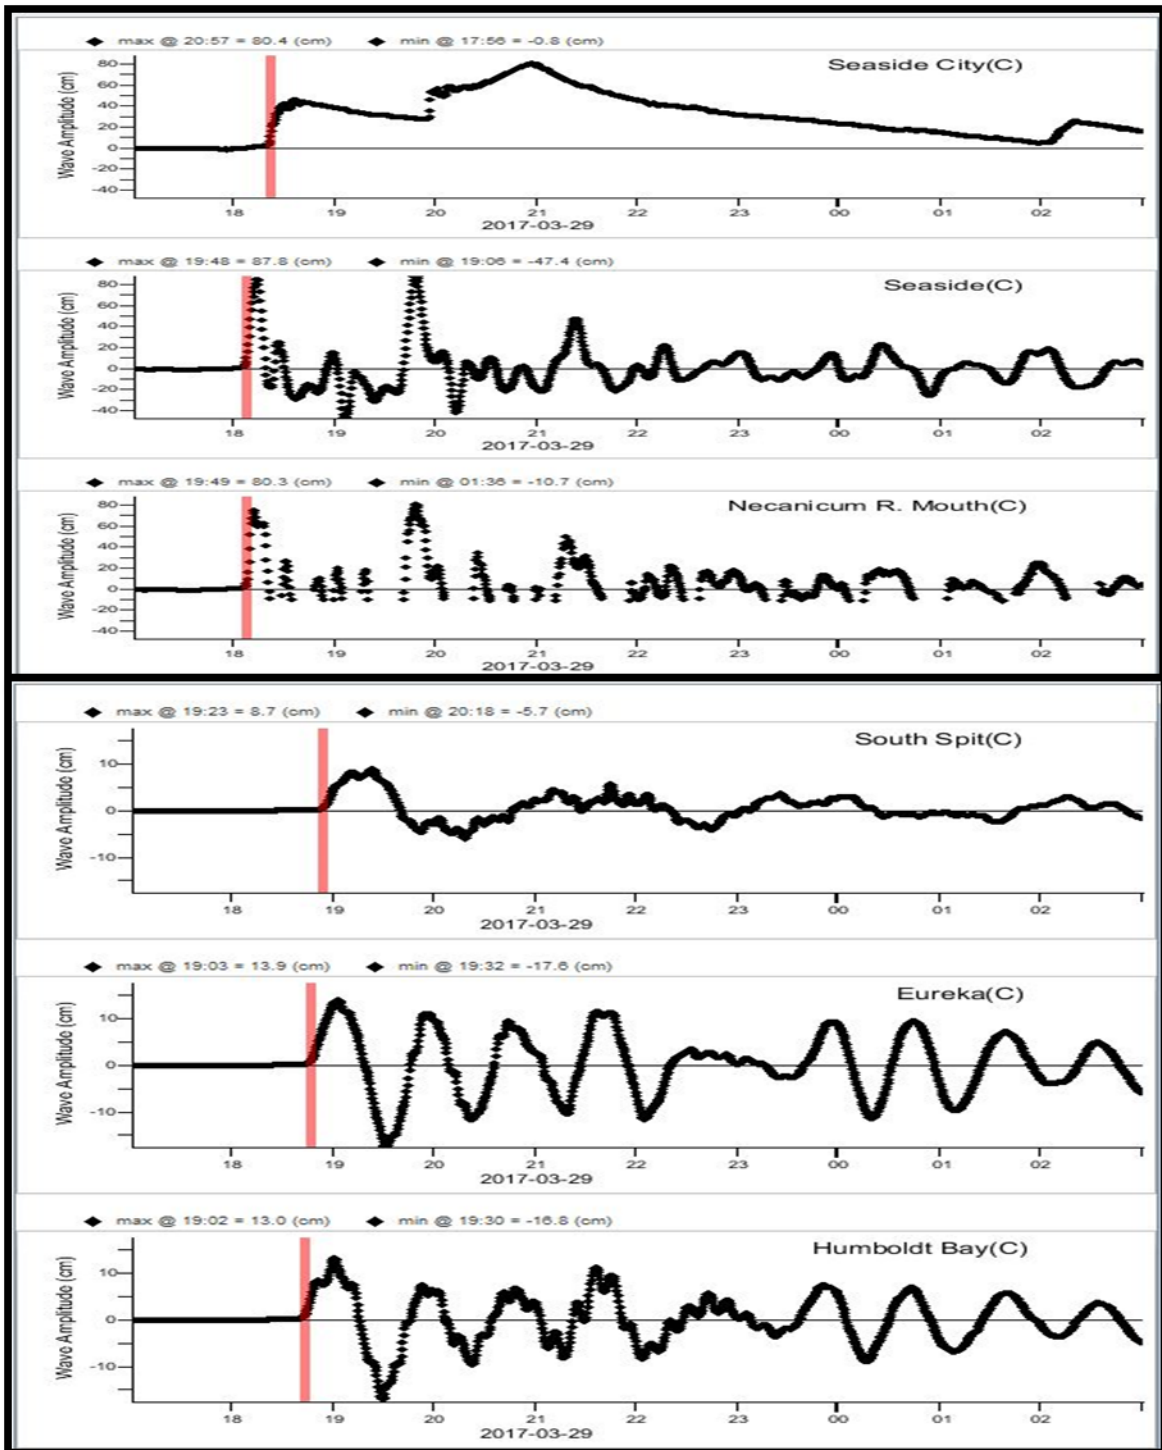 max @ 20:57 = 80.4 (cm) min @ 17:56 = -0.8 (cm)
Seaside City(C)
Wave Amplitude (cm)
80
60
40
20
0
-20
-40
18 19 20 21 22 23 00 01 02
2017-03-29
max @ 19:48 = 87.8 (cm) min @ 19:06 = -47.4 (cm)
Seaside(C)
Wave Amplitude (cm)
80
60
40
20
0
-20
-40
18 19 20 21 22 23 00 01 02
2017-03-29
max @ 19:49 = 80.3 (cm) min @ 01:36 = -10.7 (cm)
Necanicum R. Mouth(C)
Wave Amplitude (cm)
80
60
40
20
0
-20
-40
18 19 20 21 22 23 00 01 02
2017-03-29
max @ 19:23 = 8.7 (cm) min @ 20:18 = -5.7 (cm)
South Spit(C)
Wave Amplitude (cm)
10
0
-10
18 19 20 21 22 23 00 01 02
2017-03-29
max @ 19:03 = 13.9 (cm) min @ 19:32 = -17.6 (cm)
Eureka(C)
Wave Amplitude (cm)
10
0
-10
18 19 20 21 22 23 00 01 02
2017-03-29
max @ 19:02 = 13.0 (cm) min @ 19:30 = -16.8 (cm)
Humboldt Bay(C)
Wave Amplitude (cm)
10
0
-10
18 19 20 21 22 23 00 01 02
2017-03-29